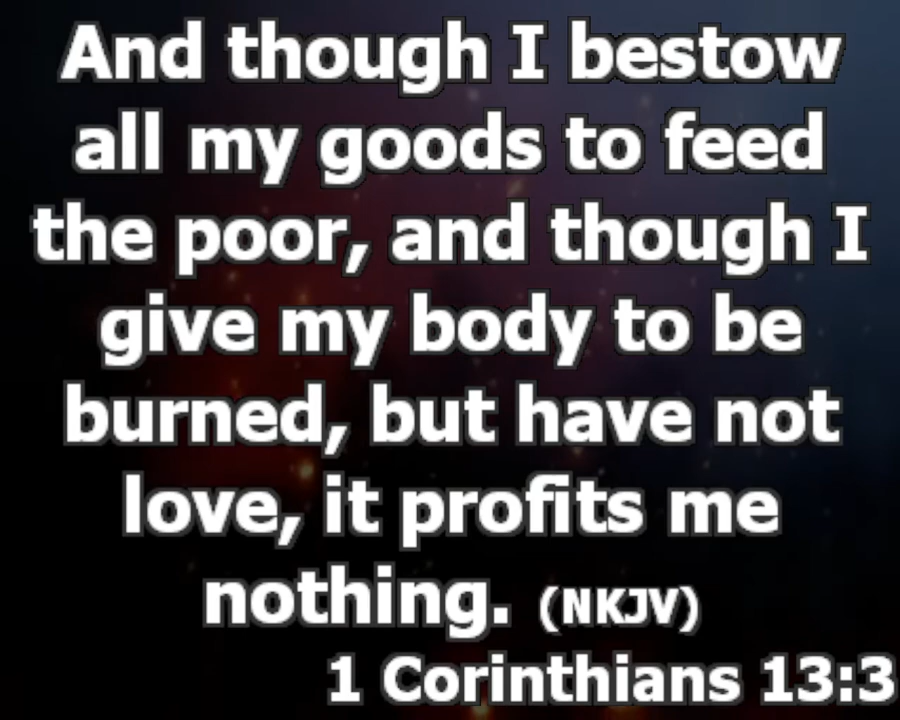 And though I bestow
all my goods to feed
the poor, and though I
give my body to be
burned, but have not
love, it profits me
nothing. (NKJV)
1 Corinthians 13:3